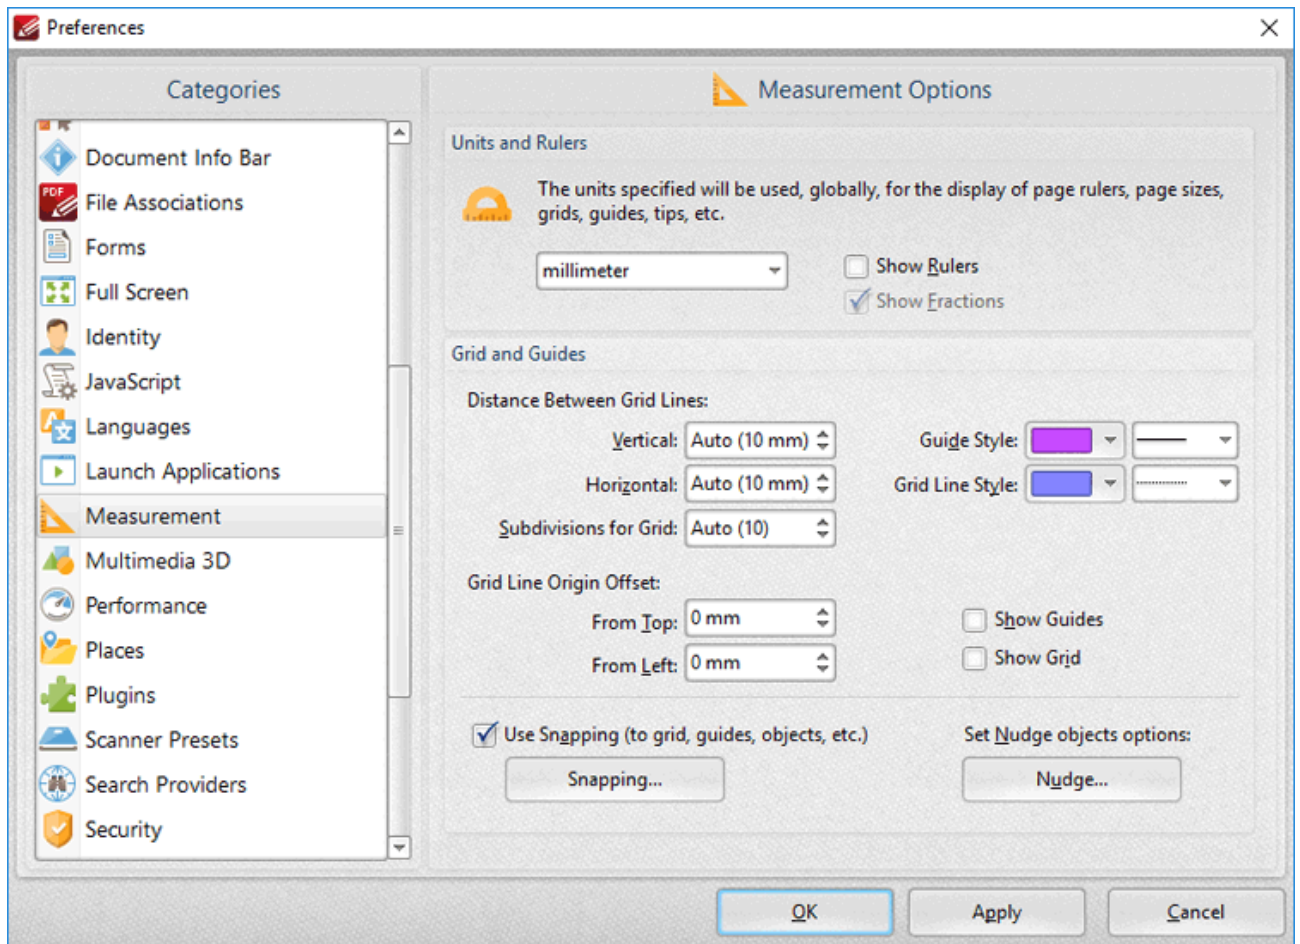 Preferences
Categories
Document Info Bar
PDF
File Associations
Forms
Full Screen
Identity
JavaScript
Languages
Launch Applications
Measurement
Multimedia 3D
Performance
Places
Plugins
Scanner Presets
Search Providers
Security
Measurement Options
Units and Rulers
The units specified will be used, globally, for the display of page rulers, page sizes,
grids, guides, tips, etc.
millimeter
Show Rulers
Show Fractions
Grid and Guides
Distance Between Grid Lines:
Vertical: Auto (10 mm) Guide Style:
Horizontal: Auto (10 mm) Grid Line Style:
Subdivisions for Grid: Auto (10)
Grid Line Origin Offset:
From Top: 0 mm Show Guides
From Left: 0 mm Show Grid
Use Snapping (to grid, guides, objects, etc.) Set Nudge objects options:
Snapping... Nudge...
OK Apply Cancel